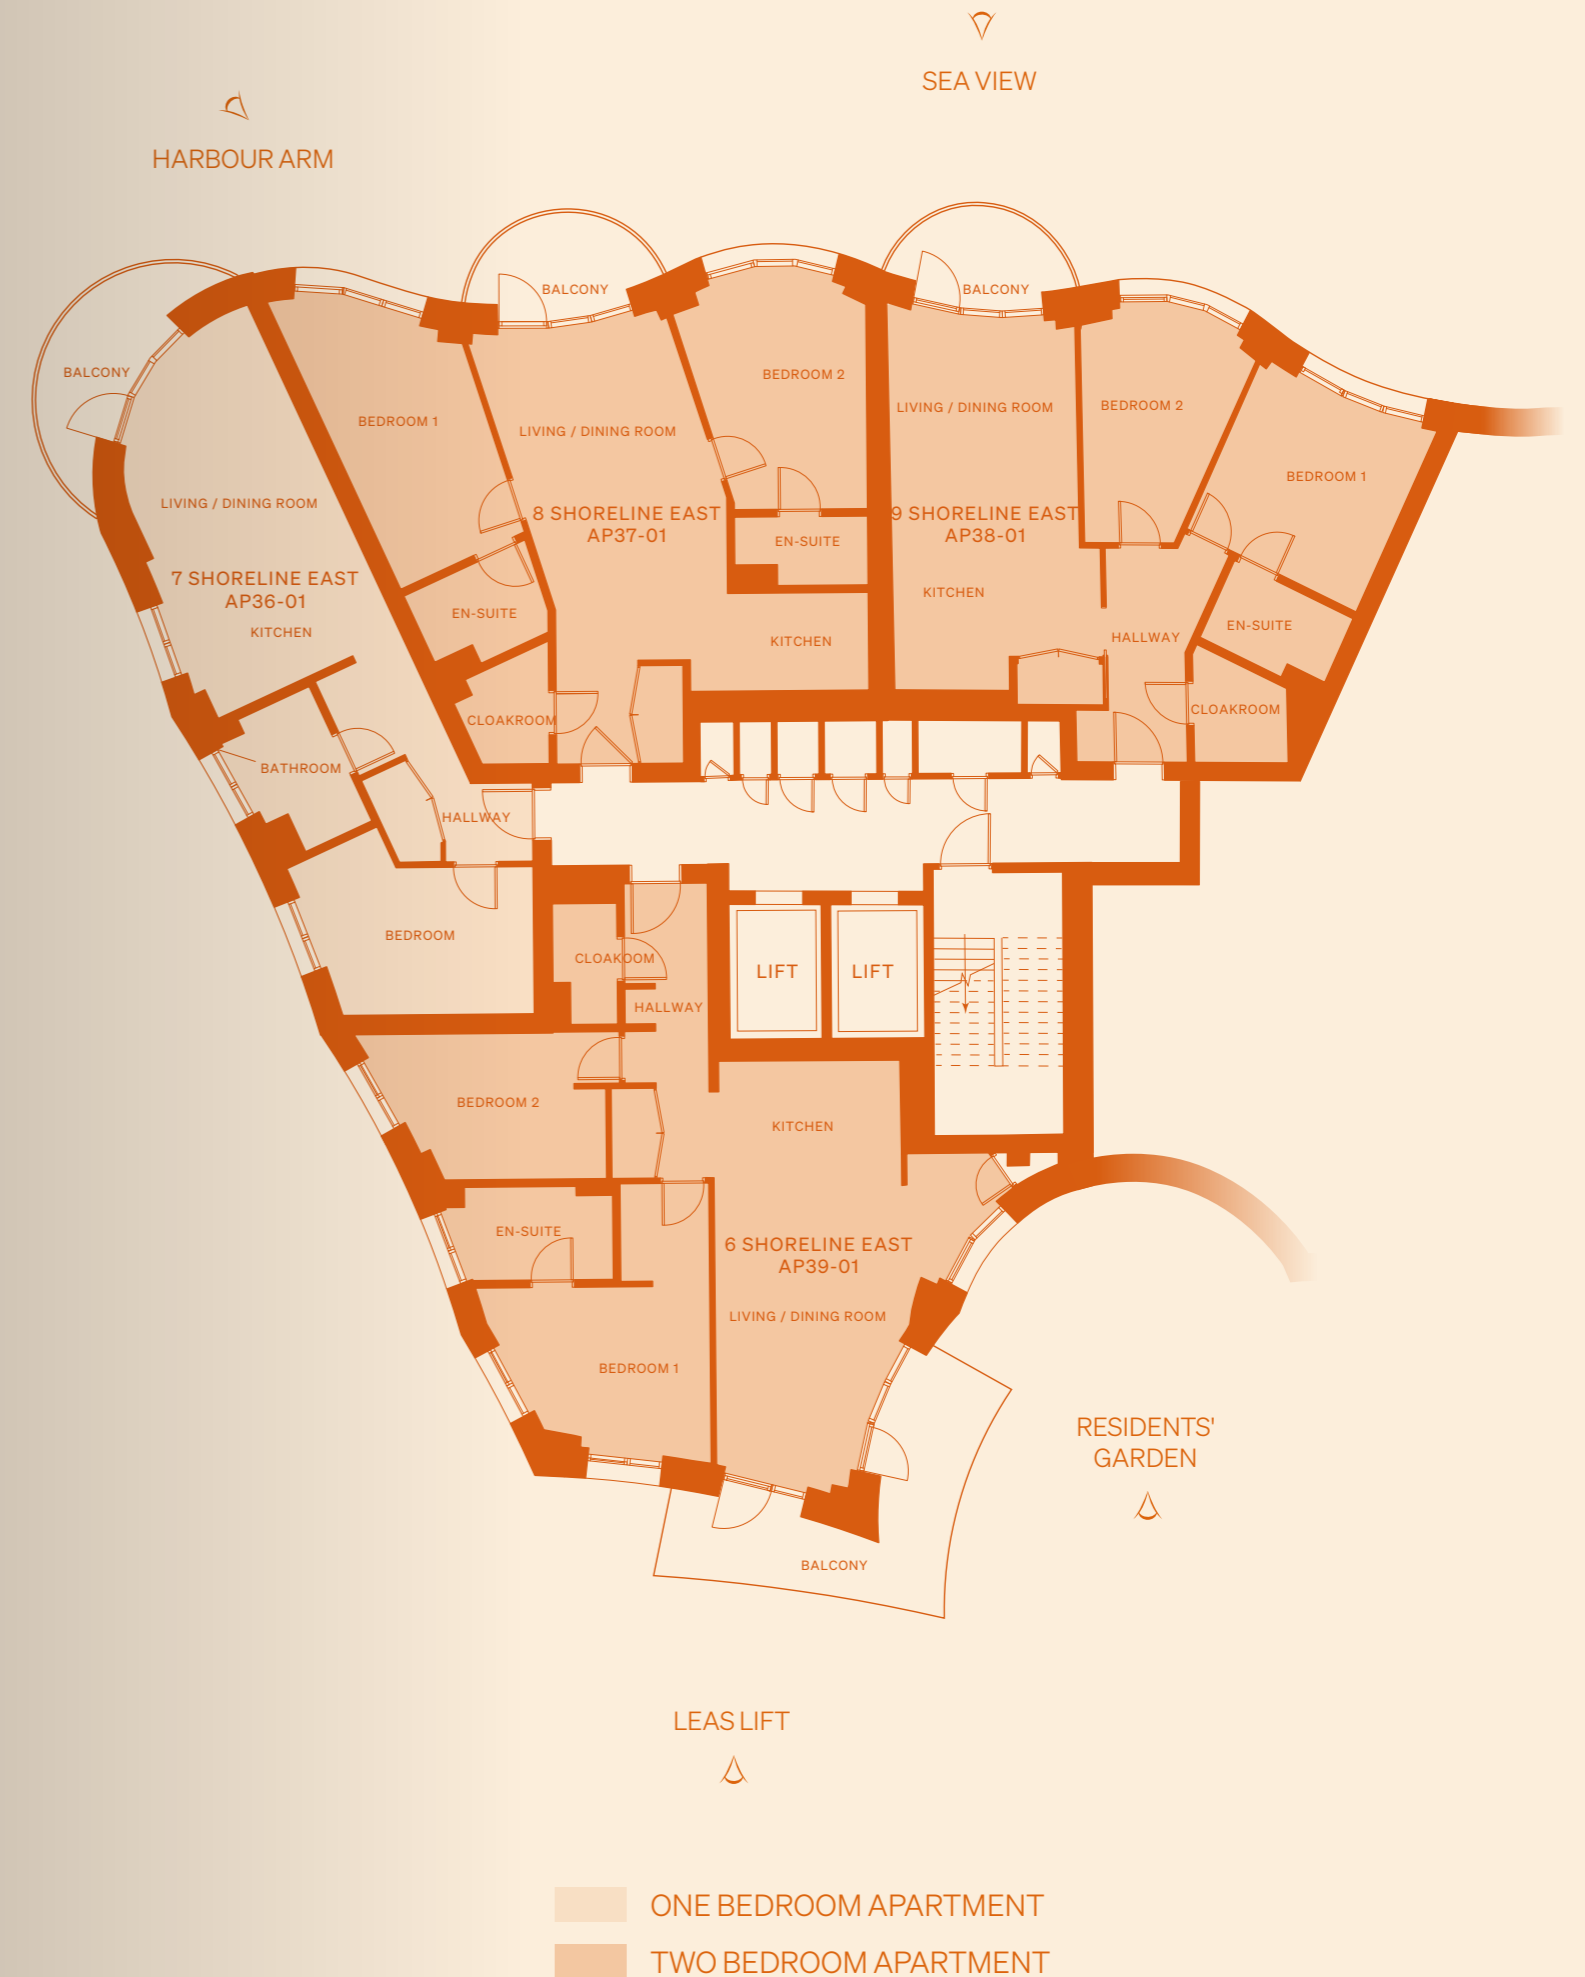 SEA VIEW
HARBOUR ARM
BALCONY
BALCONY
BALCONY
BEDROOM 2
BEDROOM 1
LIVING / DINING ROOM
LIVING / DINING ROOM
BEDROOM 2
BEDROOM 1
LIVING / DINING ROOM
8 SHORELINE EAST
AP37-01
9 SHORELINE EAST
AP38-01
EN-SUITE
7 SHORELINE EAST
AP36-01
KITCHEN
KITCHEN
EN-SUITE
KITCHEN
HALLWAY
EN-SUITE
CLOAKROOM
CLOAKROOM
BATHROOM
HALLWAY
BEDROOM
CLOAKOOM
LIFT
LIFT
HALLWAY
BEDROOM 2
KITCHEN
EN-SUITE
6 SHORELINE EAST
AP39-01
LIVING / DINING ROOM
BEDROOM 1
RESIDENTS'
GARDEN
BALCONY
LEAS LIFT
ONE BEDROOM APARTMENT
TWO BEDROOM APARTMENT